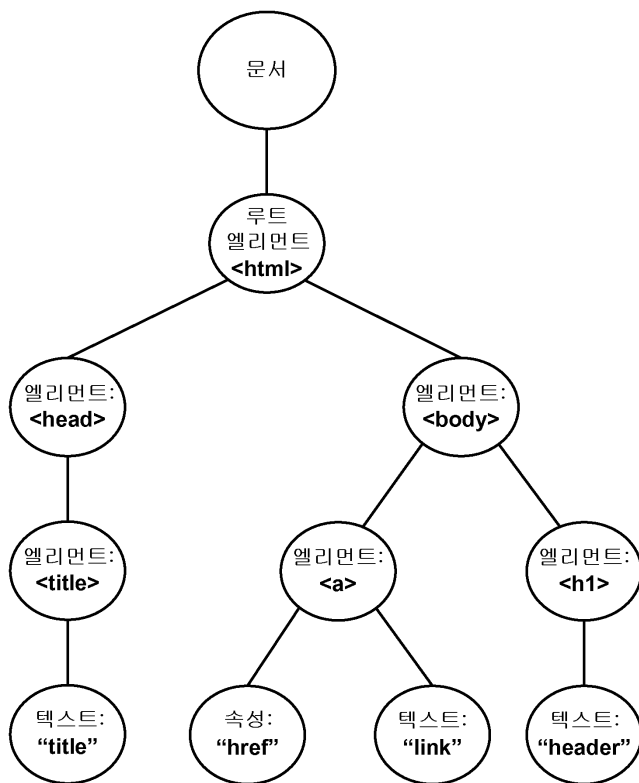 문서
루트
엘리먼트
<html>
엘리먼트:
<head>
엘리먼트:
<body>
엘리먼트:
<title>
엘리먼트:
<a>
엘리먼트:
<h1>
텍스트:
“title”
속성:
“href”
텍스트:
“link”
텍스트:
“header”